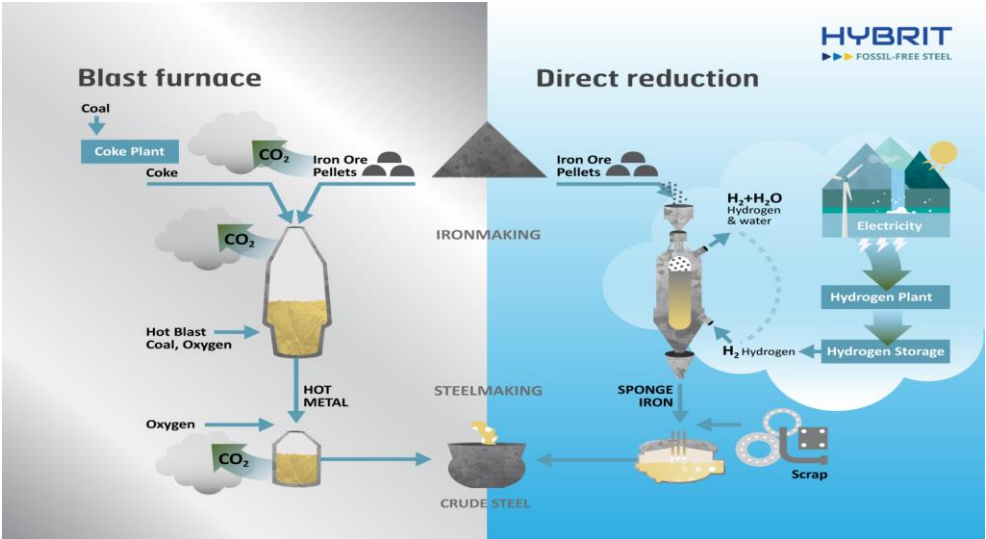 HYBRIT
FOSSIL-FREE STEEL
Blast furnace
Coal
Coke Plant
Coke
CO₂
Iron Ore
Pellets
CO₂
Hot Blast
Coal, Oxygen
HOT
METAL
Oxygen
CO₂
IRONMAKING
STEELMAKING
CRUDE STEEL
Direct reduction
Iron Ore
Pellets
H₂+H₂O
Hydrogen
& water
Electricity
Hydrogen Plant
Hydrogen Storage
H₂ Hydrogen
SPONGE
IRON
Scrap